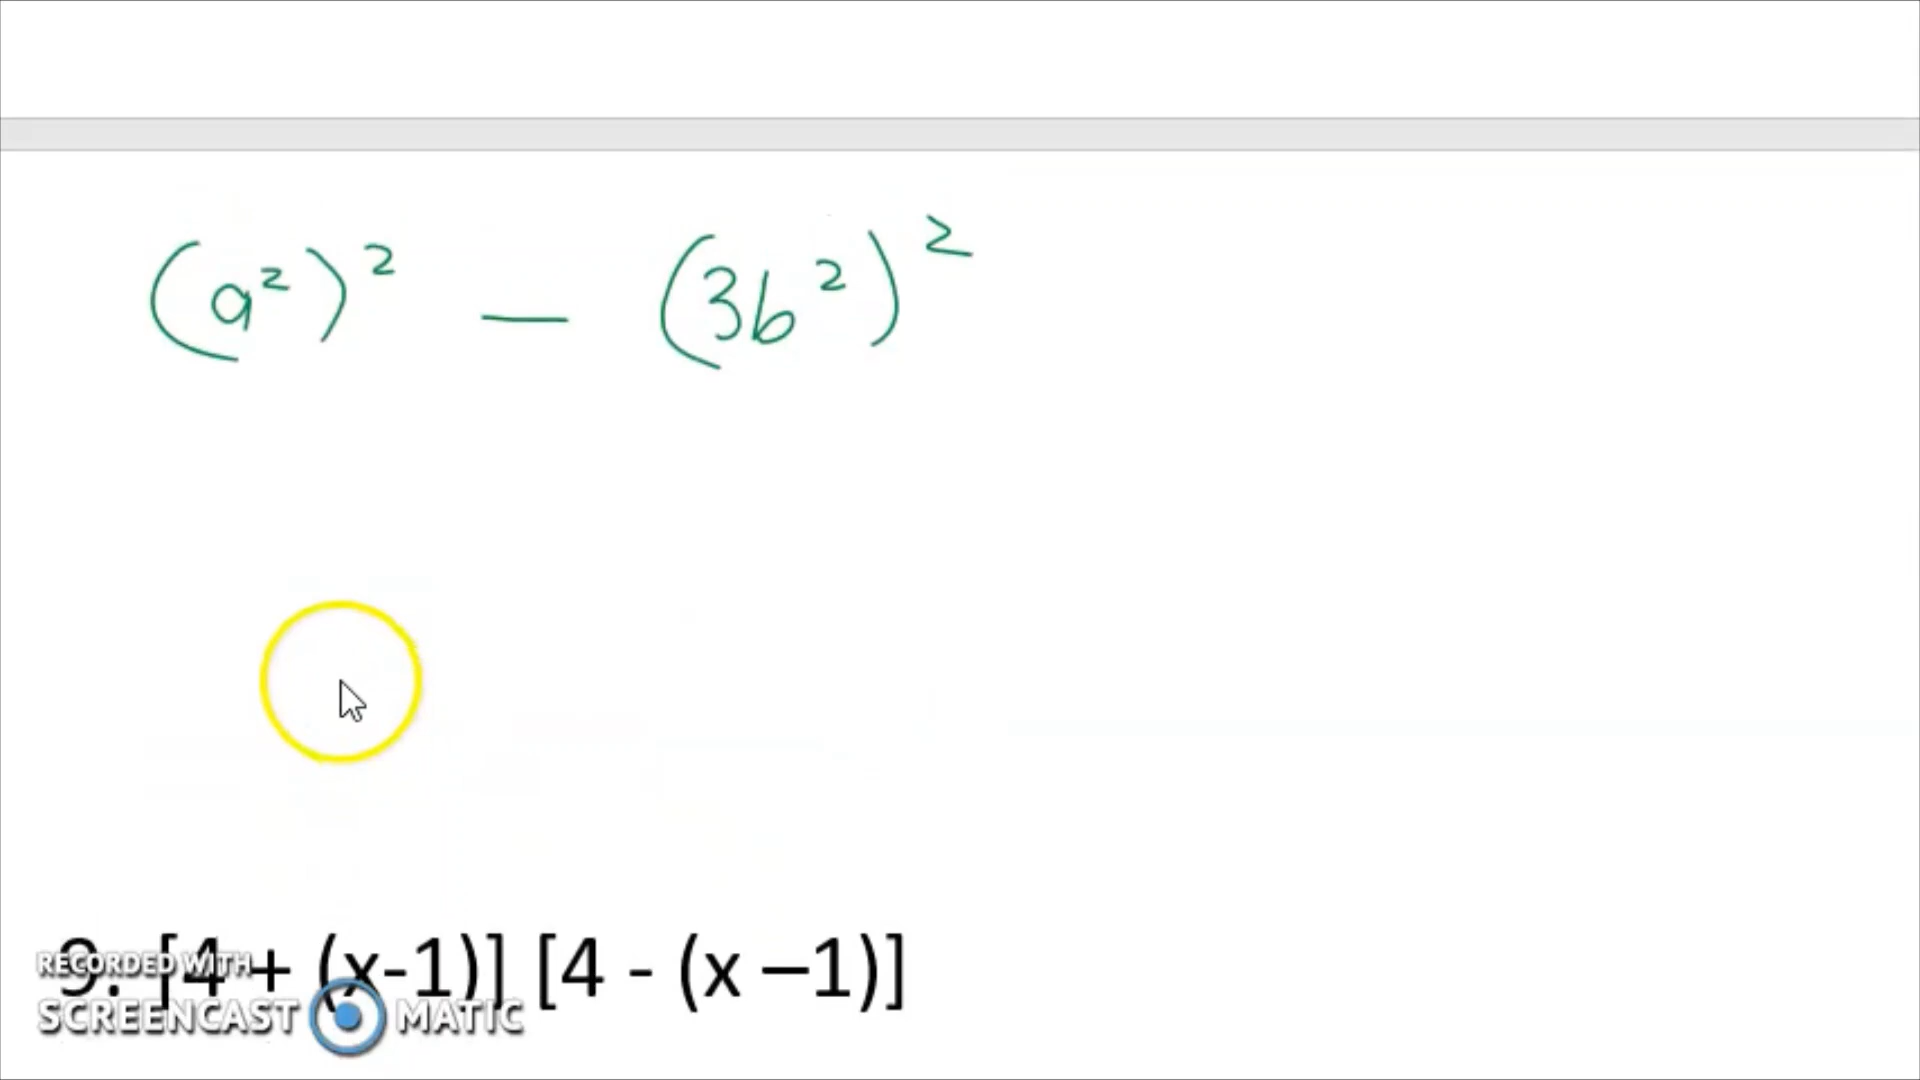 (a²)² — (3b²)²
9. [4 + (x-1)] [4 - (x –1)]
RECORDED WITH
SCREENCAST MATIC